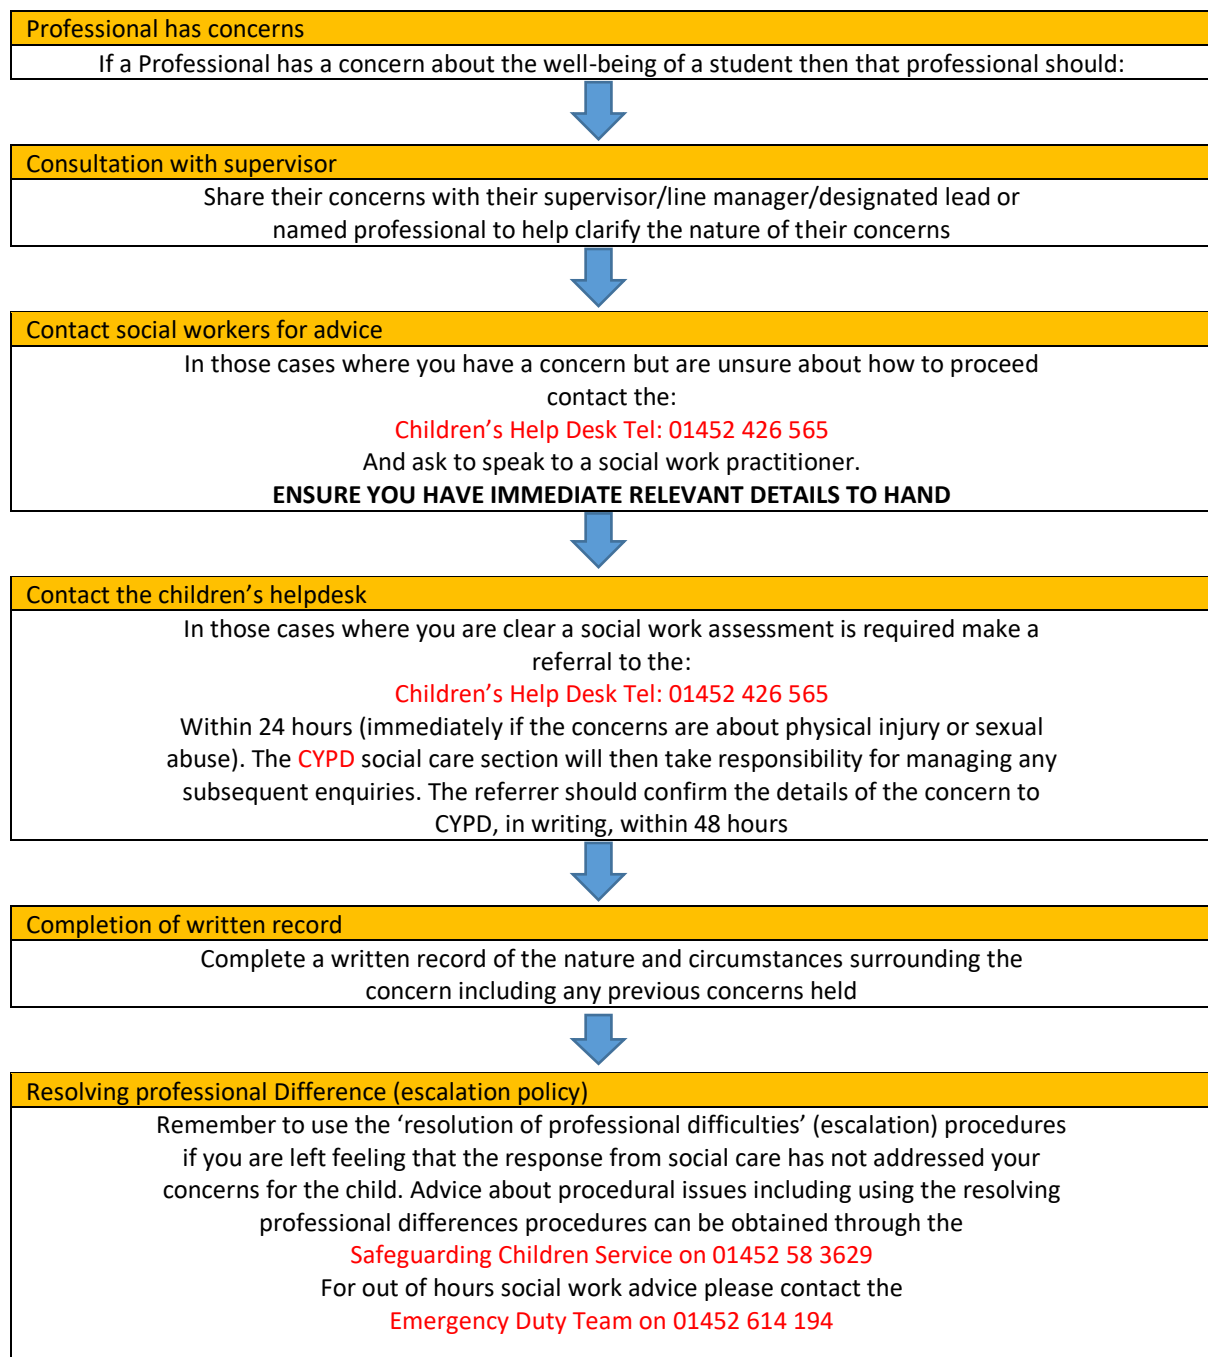 Professional has concerns
If a Professional has a concern about the well-being of a student then that professional should:
Consultation with supervisor
Share their concerns with their supervisor/line manager/designated lead or
named professional to help clarify the nature of their concerns
Contact social workers for advice
In those cases where you have a concern but are unsure about how to proceed
contact the:
Children’s Help Desk Tel: 01452 426 565
And ask to speak to a social work practitioner.
ENSURE YOU HAVE IMMEDIATE RELEVANT DETAILS TO HAND
Contact the children’s helpdesk
In those cases where you are clear a social work assessment is required make a
referral to the:
Children’s Help Desk Tel: 01452 426 565
Within 24 hours (immediately if the concerns are about physical injury or sexual
abuse). The CYPD social care section will then take responsibility for managing any
subsequent enquiries. The referrer should confirm the details of the concern to
CYPD, in writing, within 48 hours
Completion of written record
Complete a written record of the nature and circumstances surrounding the
concern including any previous concerns held
Resolving professional Difference (escalation policy)
Remember to use the ‘resolution of professional difficulties’ (escalation) procedures
if you are left feeling that the response from social care has not addressed your
concerns for the child. Advice about procedural issues including using the resolving
professional differences procedures can be obtained through the
Safeguarding Children Service on 01452 58 3629
For out of hours social work advice please contact the
Emergency Duty Team on 01452 614 194